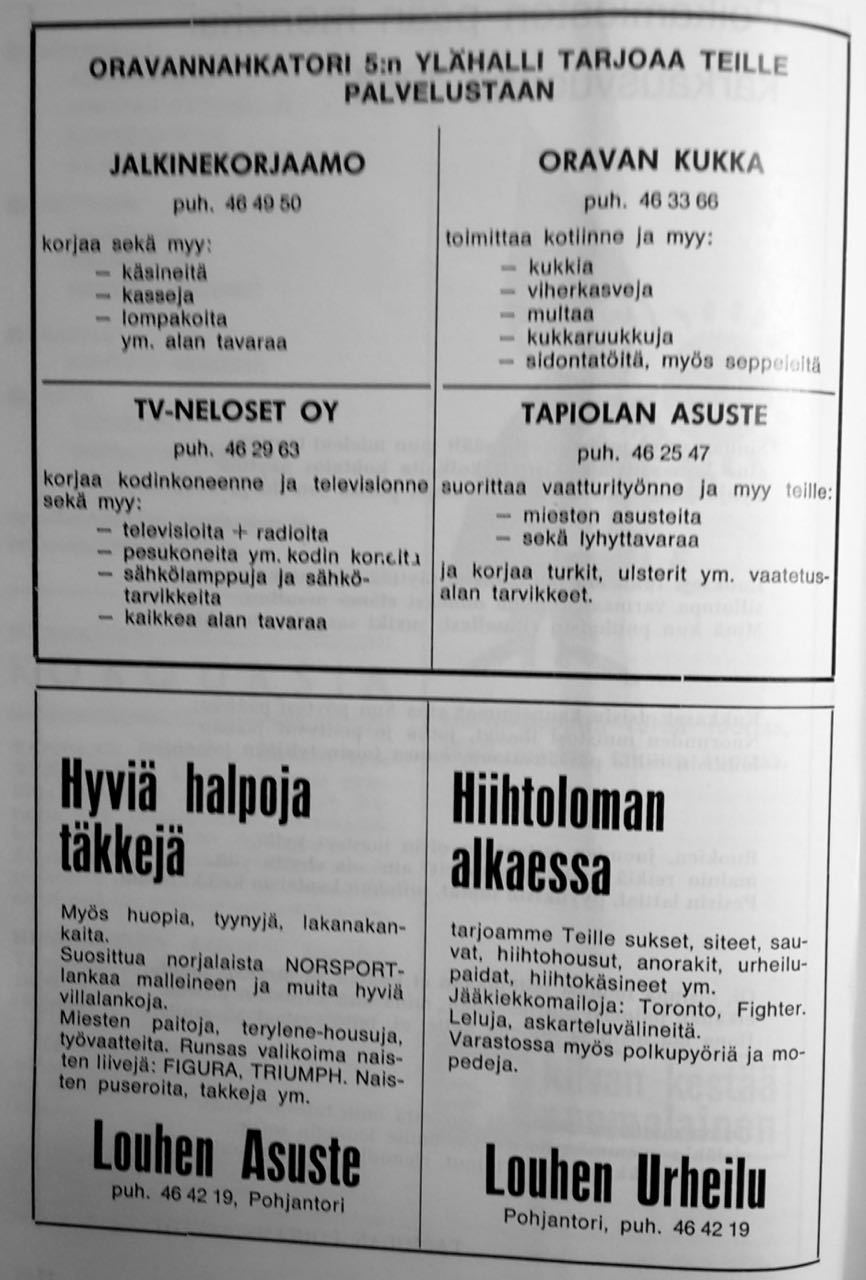 ORAVANNAHKATORI 5:n YLÄHALLI TARJOAA TEILLE
PALVELUSTAAN
JALKINEKORJAAMO
puh. 46 49 50
korjaa sekä myy:
— käsineitä
— kasseja
— lompakoita
ym. alan tavaraa
ORAVAN KUKKA
puh. 46 33 66
toimittaa kotiinne ja myy:
— kukkia
— viherkasveja
— multaa
— kukkaruukkuja
— sidontatöitä, myös seppeleitä
TV-NELOSET OY
puh. 46 29 63
korjaa kodinkoneenne ja televisionne
sekä myy:
— televisioita + radioita
— pesukoneita ym. kodin koneita
— sähkölamppuja ja sähkö-
tarvikkeita
— kaikkea alan tavaraa
TAPIOLAN ASUSTE
puh. 46 25 47
suorittaa vaatturityönne ja myy teille:
— miesten asusteita
— sekä lyhyttavaraa
ja korjaa turkit, ulsterit ym. vaatetus-
alan tarvikkeet.
Hyviä halpoja
täkkejä
Myös huopia, tyynyjä, lakanakan-
kaita.
Suosittua norjalaista NORSPORT-
lankaa malleineen ja muita hyviä
villalankoja.
Miesten paitoja, terylene-housuja,
työvaatteita. Runsas valikoima nais-
ten liivejä: FIGURA, TRIUMPH. Nais-
ten puseroita, takkeja ym.
Louhen Asuste
puh. 46 42 19, Pohjantori
Hiihtoloman
alkaessa
tarjoamme Teille sukset, siteet, sau-
vat, hiihtohousut, anorakit, urheilu-
paidat, hiihtokäsineet ym.
Jääkiekkomailoja: Toronto, Fighter.
Leluja, askarteluvälineitä.
Varastossa myös polkupyöriä ja mo-
pedeja.
Louhen Urheilu
Pohjantori, puh. 46 42 19